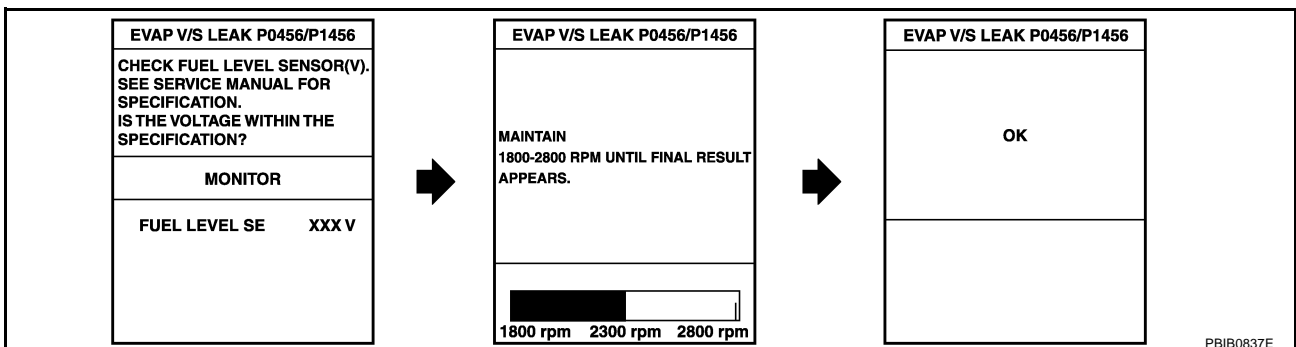 EVAP V/S LEAK P0456/P1456
CHECK FUEL LEVEL SENSOR(V).
SEE SERVICE MANUAL FOR
SPECIFICATION.
IS THE VOLTAGE WITHIN THE
SPECIFICATION?
MONITOR
FUEL LEVEL SE XXX V
EVAP V/S LEAK P0456/P1456
MAINTAIN
1800-2800 RPM UNTIL FINAL RESULT
APPEARS.
1800 rpm 2300 rpm 2800 rpm
EVAP V/S LEAK P0456/P1456
OK
PBIB0837E